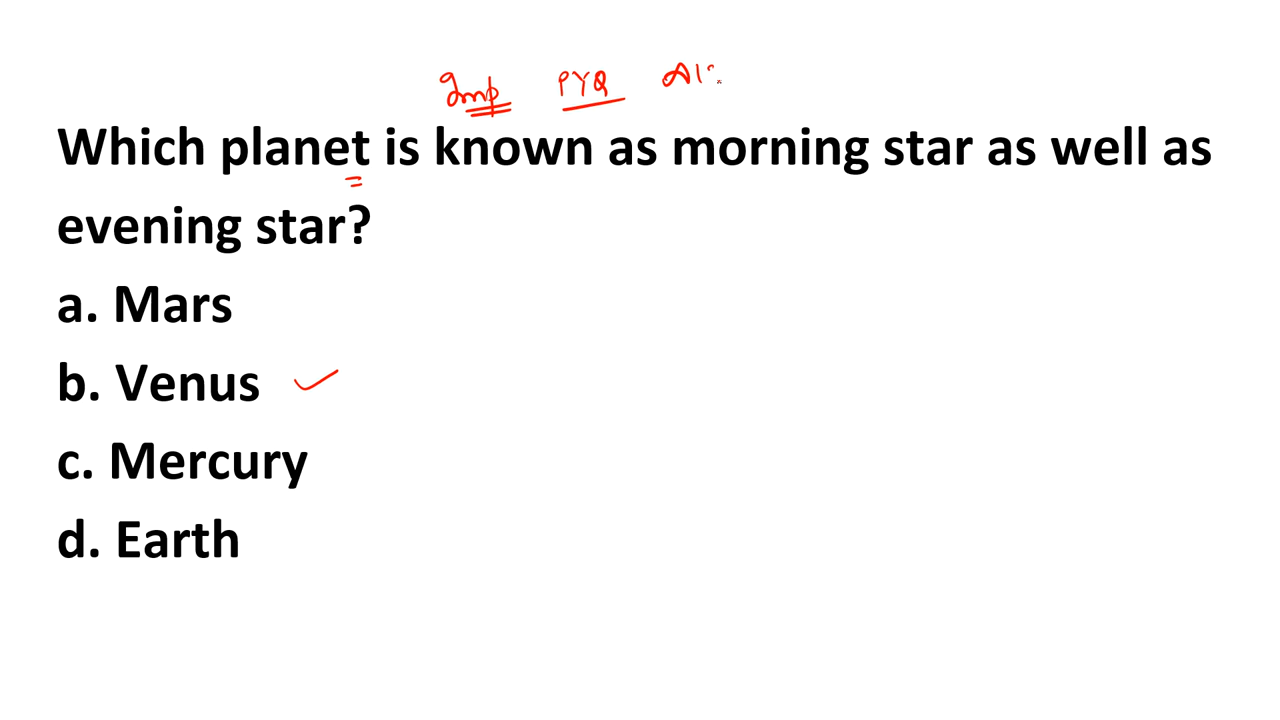 Imp PYQ
Which planet is known as morning star as well as
evening star?
a. Mars
b. Venus
c. Mercury
d. Earth